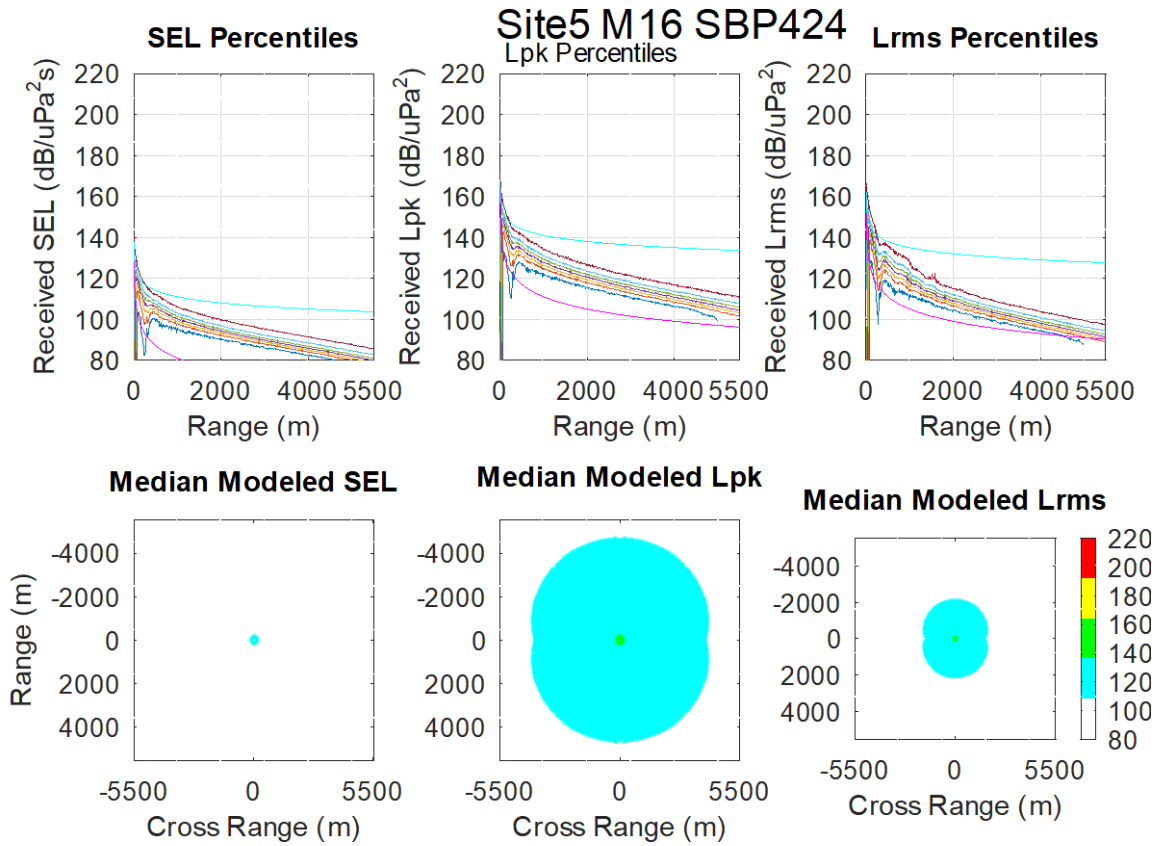 Site5 M16 SBP424
SEL Percentiles
Lpk Percentiles
Lrms Percentiles
Received SEL (dB/uPa²s)
220
200
180
160
140
120
100
80
0 2000 4000 5500
Range (m)
Received Lpk (dB/uPa²)
220
200
180
160
140
120
100
80
0 2000 4000 5500
Range (m)
Received Lrms (dB/uPa²)
220
200
180
160
140
120
100
80
0 2000 4000 5500
Range (m)
Median Modeled SEL
Range (m)
-4000
-2000
0
2000
4000
-5500 0 5500
Cross Range (m)
Median Modeled Lpk
-4000
-2000
0
2000
4000
-5500 0 5500
Cross Range (m)
Median Modeled Lrms
-4000
-2000
0
2000
4000
-5500 0 5500
Cross Range (m)
220
200
180
160
140
120
100
80